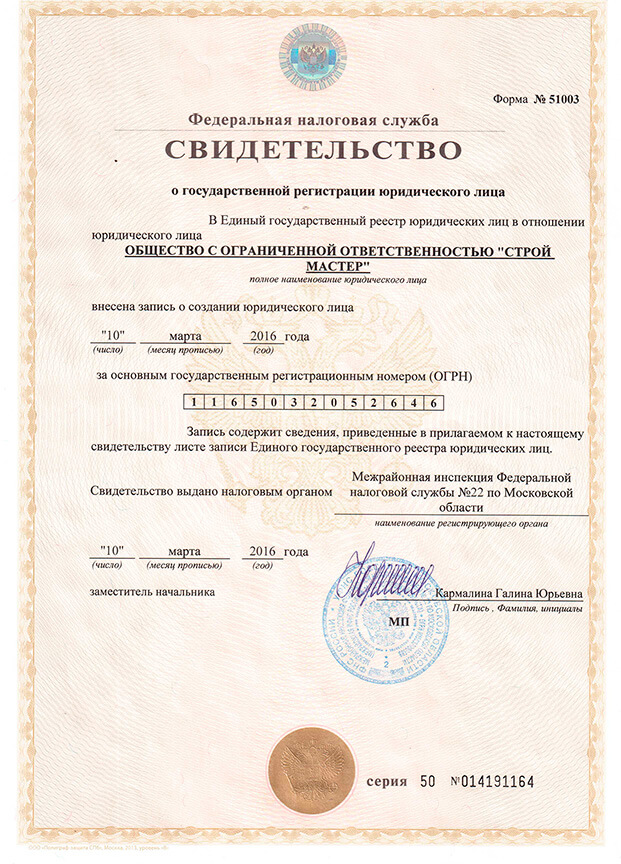 Форма № 51003
Федеральная налоговая служба
СВИДЕТЕЛЬСТВО
о государственной регистрации юридического лица
В Единый государственный реестр юридических лиц в отношении
юридического лица
ОБЩЕСТВО С ОГРАНИЧЕННОЙ ОТВЕТСТВЕННОСТЬЮ "СТРОЙ
МАСТЕР"
полное наименование юридического лица
внесена запись о создании юридического лица
"10" марта 2016 года
(число) (месяц прописью) (год)
за основным государственным регистрационным номером (ОГРН)
1 1 6 5 0 3 2 0 5 2 6 4 6
Запись содержит сведения, приведенные в прилагаемом к настоящему
свидетельству листе записи Единого государственного реестра юридических лиц.
Свидетельство выдано налоговым органом
Межрайонная инспекция Федеральной
налоговой службы №22 по Московской
области
наименование регистрирующего органа
"10" марта 2016 года
(число) (месяц прописью) (год)
заместитель начальника
Кармалина Галина Юрьевна
Подпись , Фамилия, инициалы
МП
серия 50 №014191164